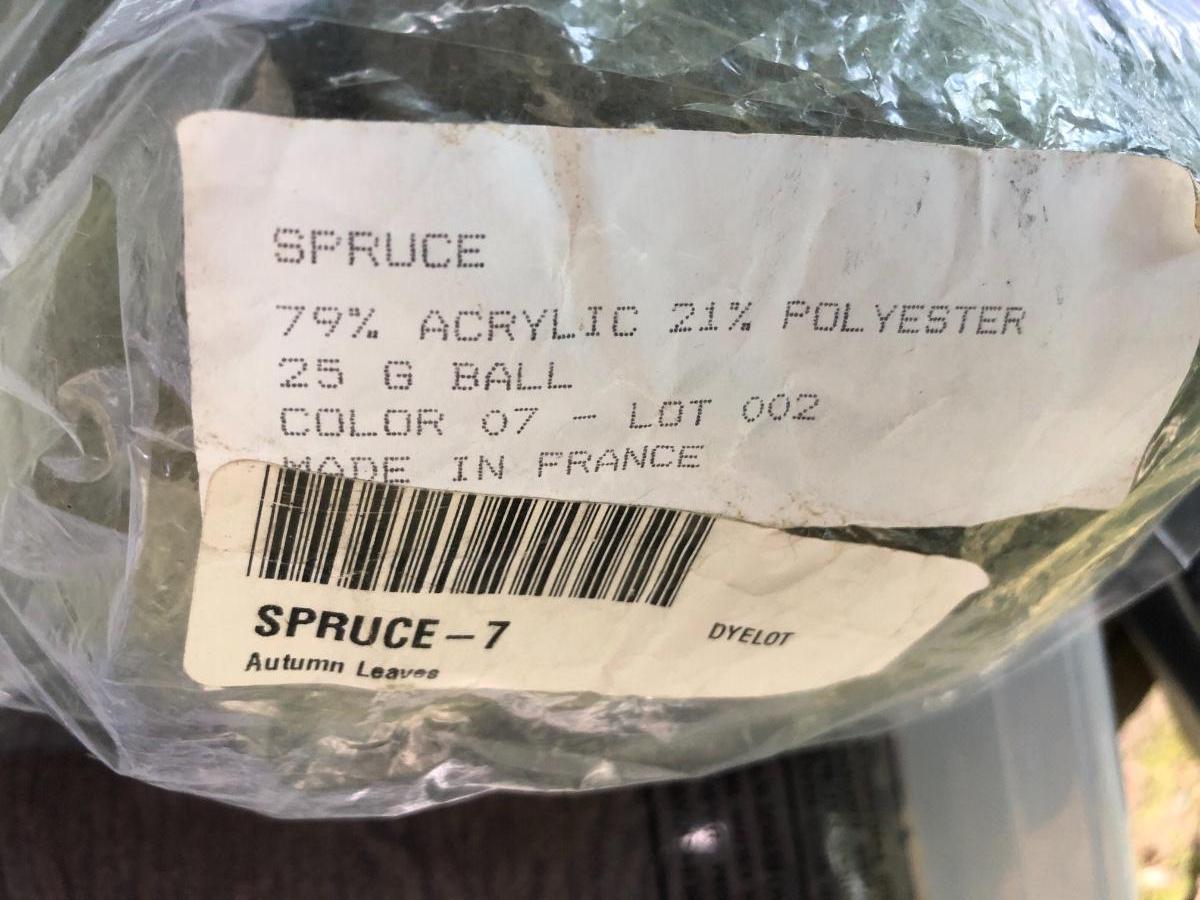 SPRUCE
79% ACRYLIC 21% POLYESTER
25 G BALL
COLOR 07 - LOT 002
MADE IN FRANCE
SPRUCE-7
DYELOT
Autumn Leaves